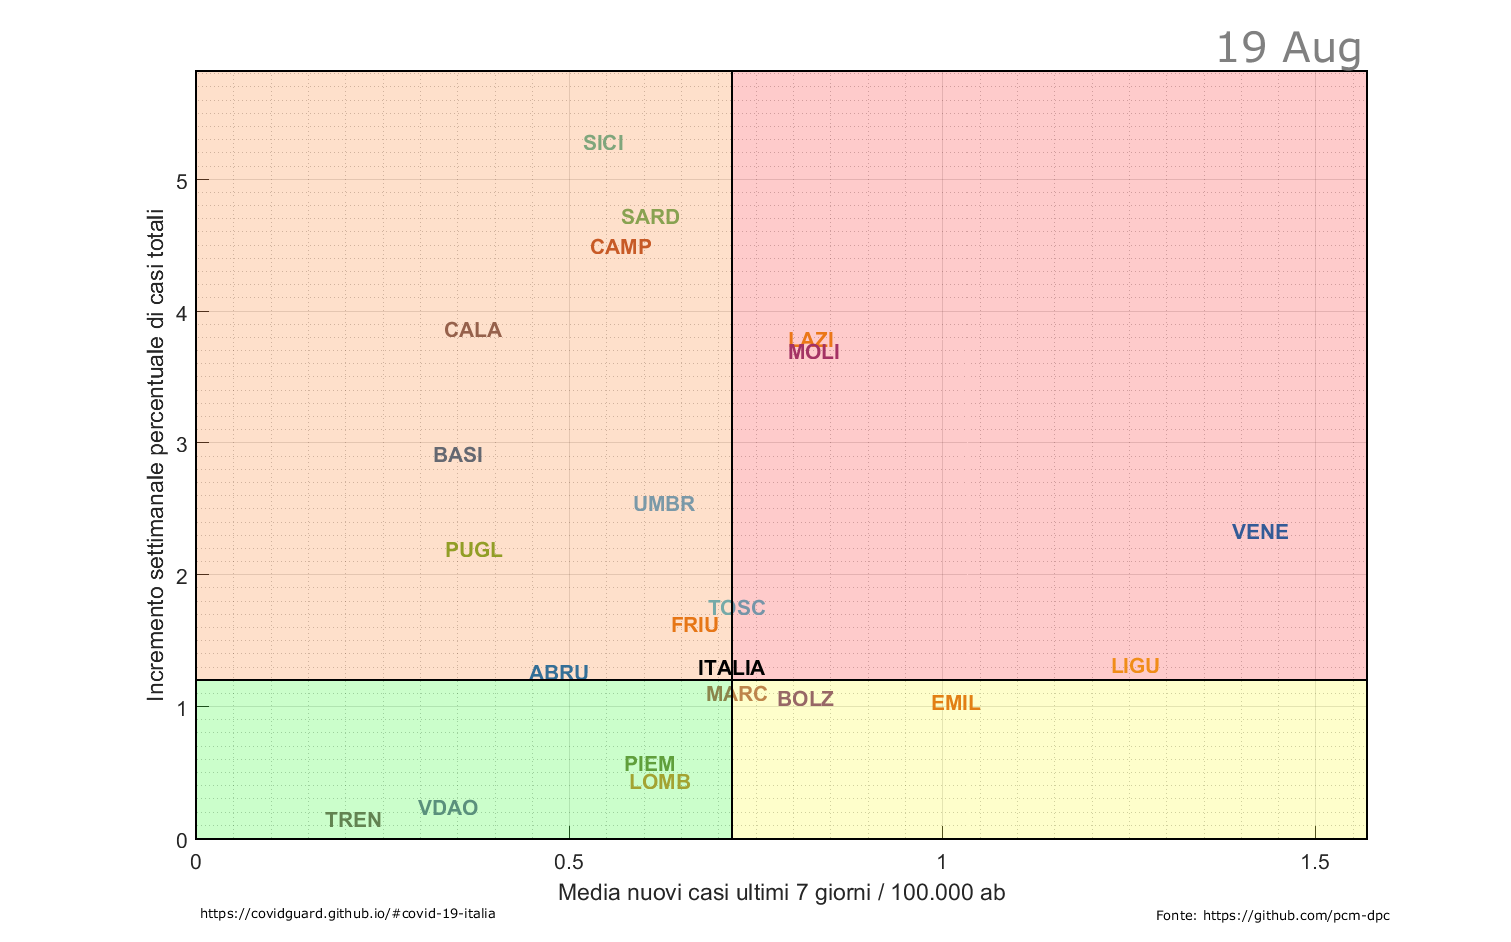 19 Aug
Incremento settimanale percentuale di casi totali
5
4
3
2
1
0
SICI
SARD
CAMP
CALA
LAZI
MOLI
BASI
UMBR
VENE
PUGL
TOSC
FRIU
ITALIA
LIGU
ABRU
MARC
BOLZ
EMIL
PIEM
LOMB
VDAO
TREN
0 0.5 1 1.5
Media nuovi casi ultimi 7 giorni / 100.000 ab
https://covidguard.github.io/#covid-19-italia
Fonte: https://github.com/pcm-dpc